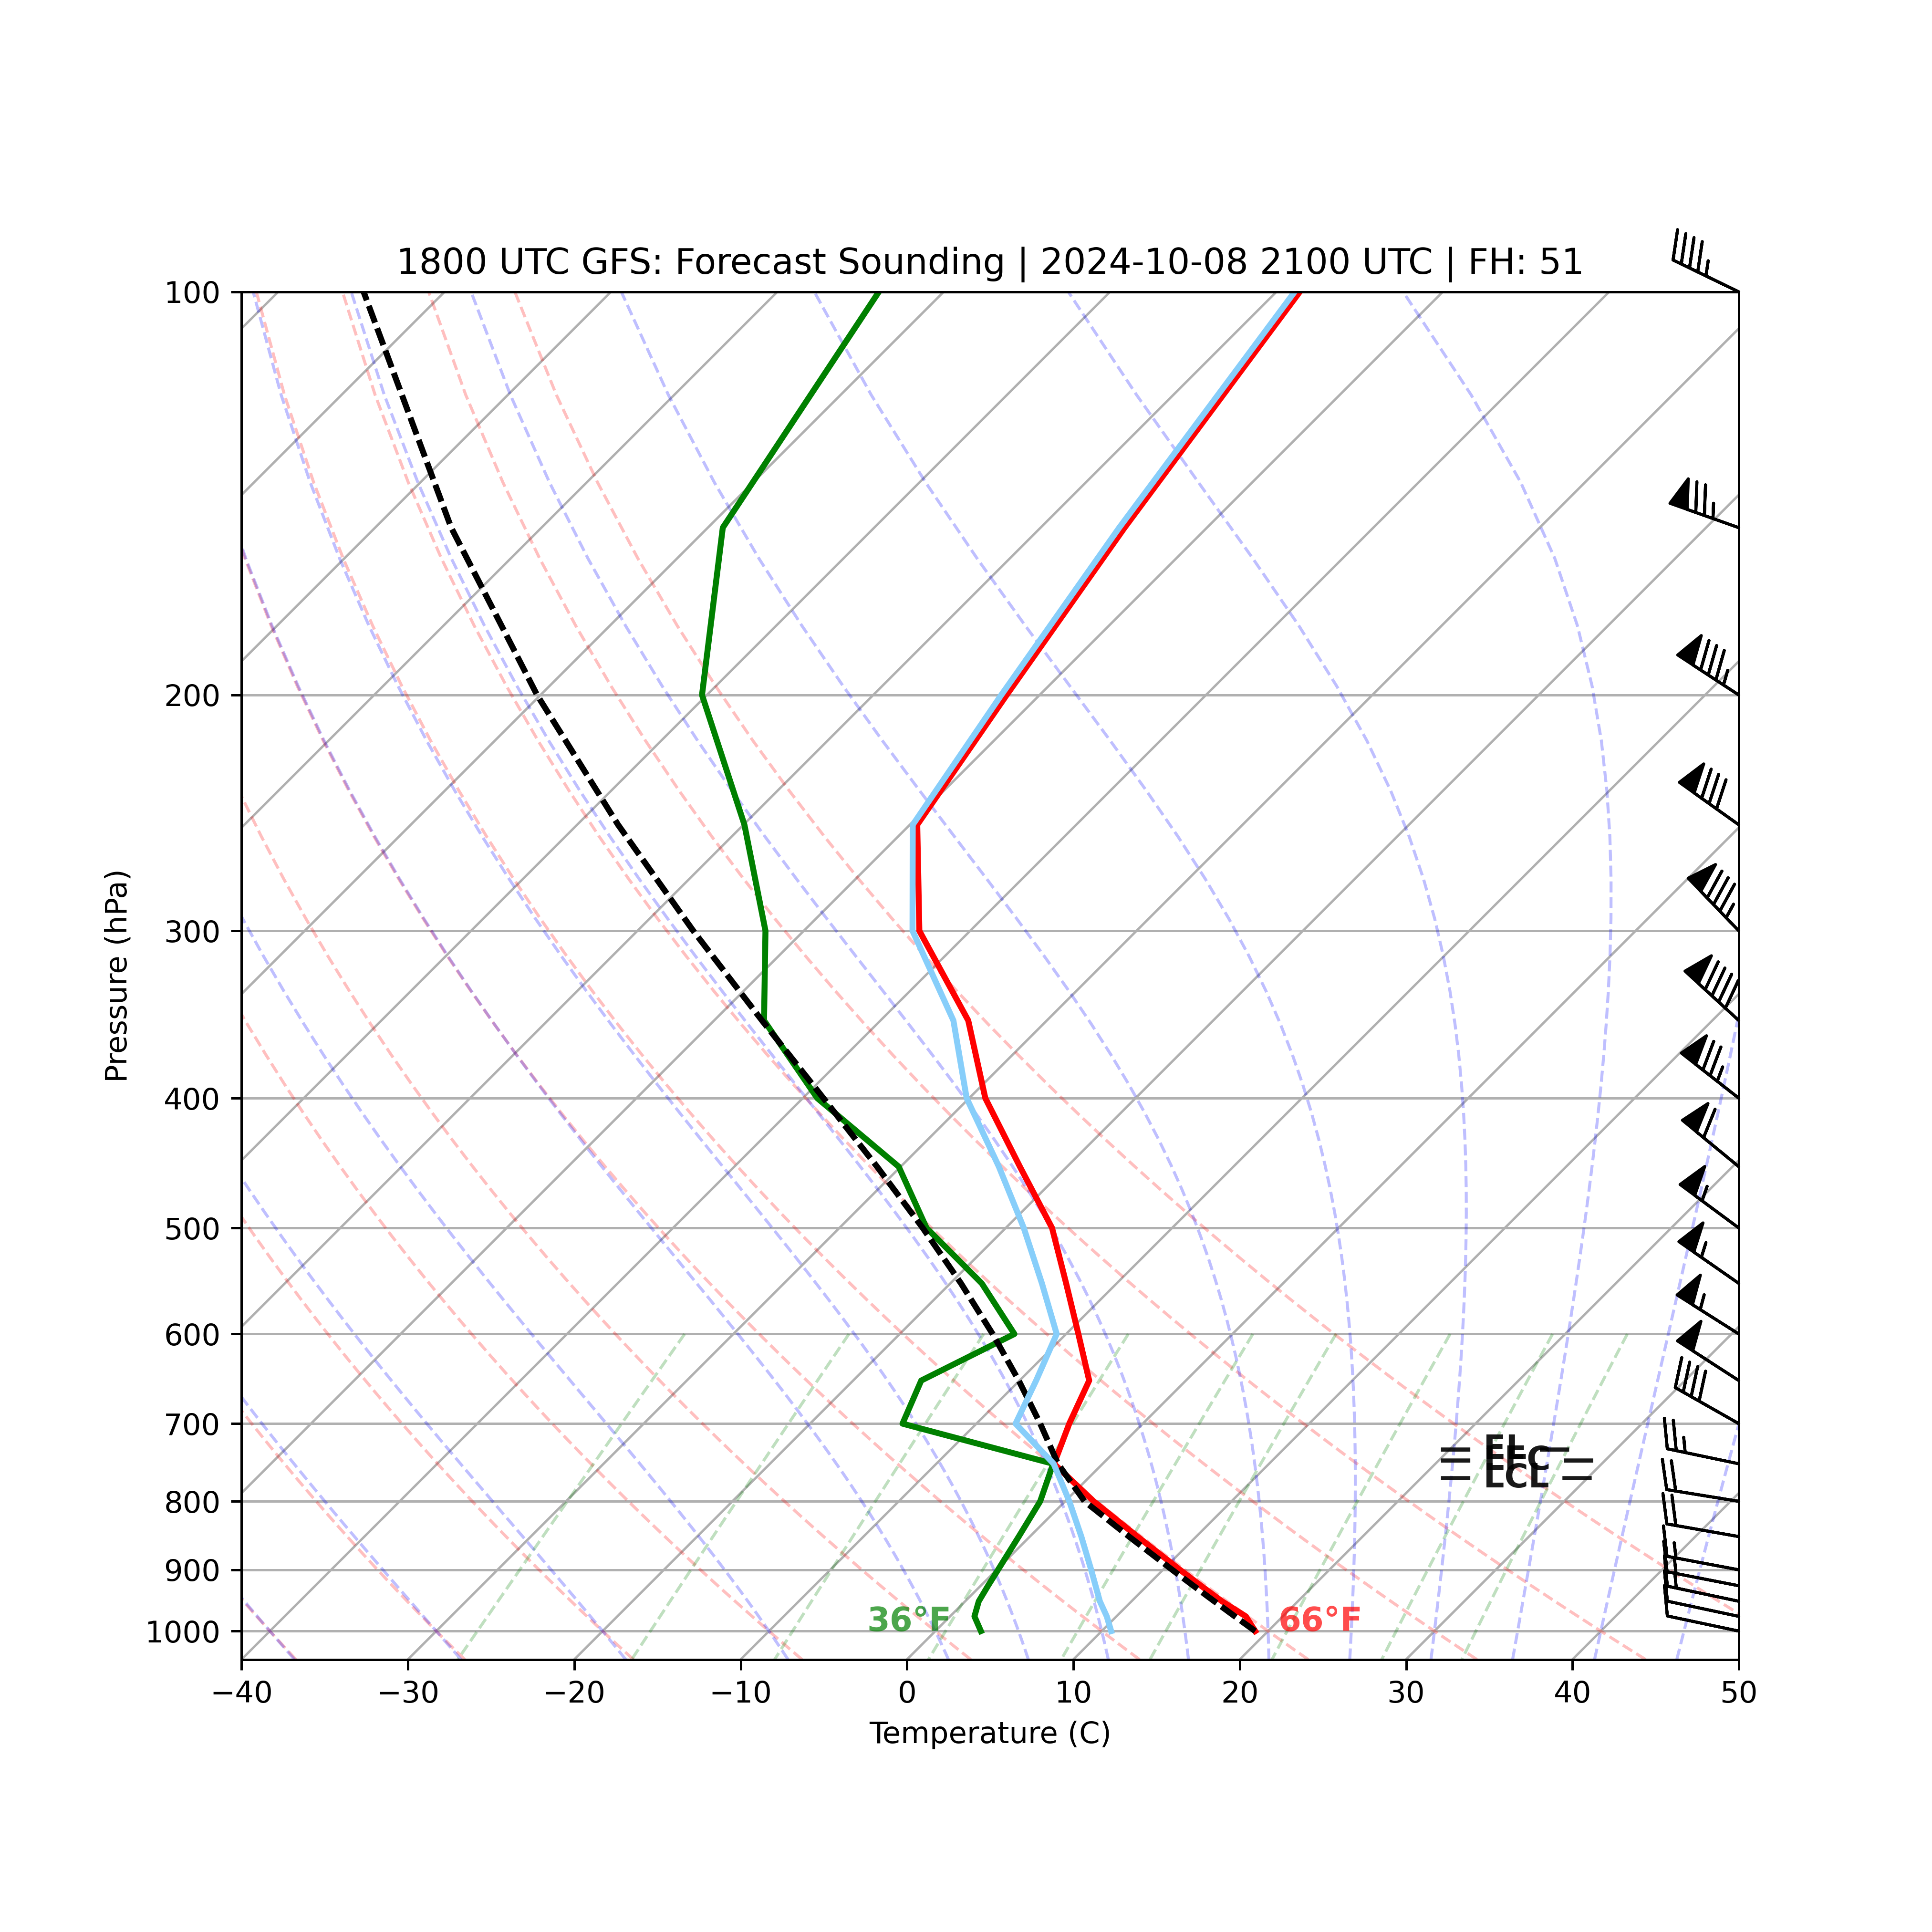 1800 UTC GFS: Forecast Sounding | 2024-10-08 2100 UTC | FH: 51
100
200
300
400
500
600
700
800
900
1000
Pressure (hPa)
EL
LFC
LCL
36°F
66°F
−40 −30 −20 −10 0 10 20 30 40 50
Temperature (C)